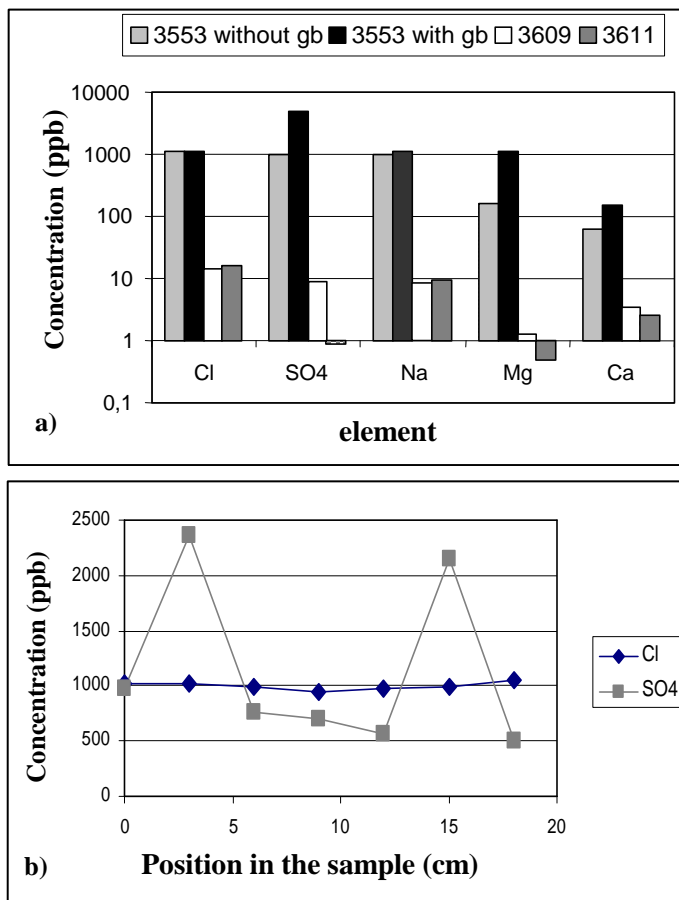 3553 without gb 3553 with gb 3609 3611
10000
1000
100
10
1
0,1
Concentration (ppb)
Cl SO4 Na Mg Ca
a)
element
2500
2000
1500
1000
500
0
Concentration (ppb)
Cl
SO4
0 5 10 15 20
b)
Position in the sample (cm)